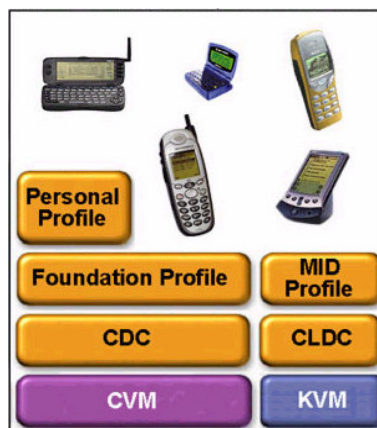 Personal
Profile
Foundation Profile
MID
Profile
CDC
CLDC
CVM
KVM